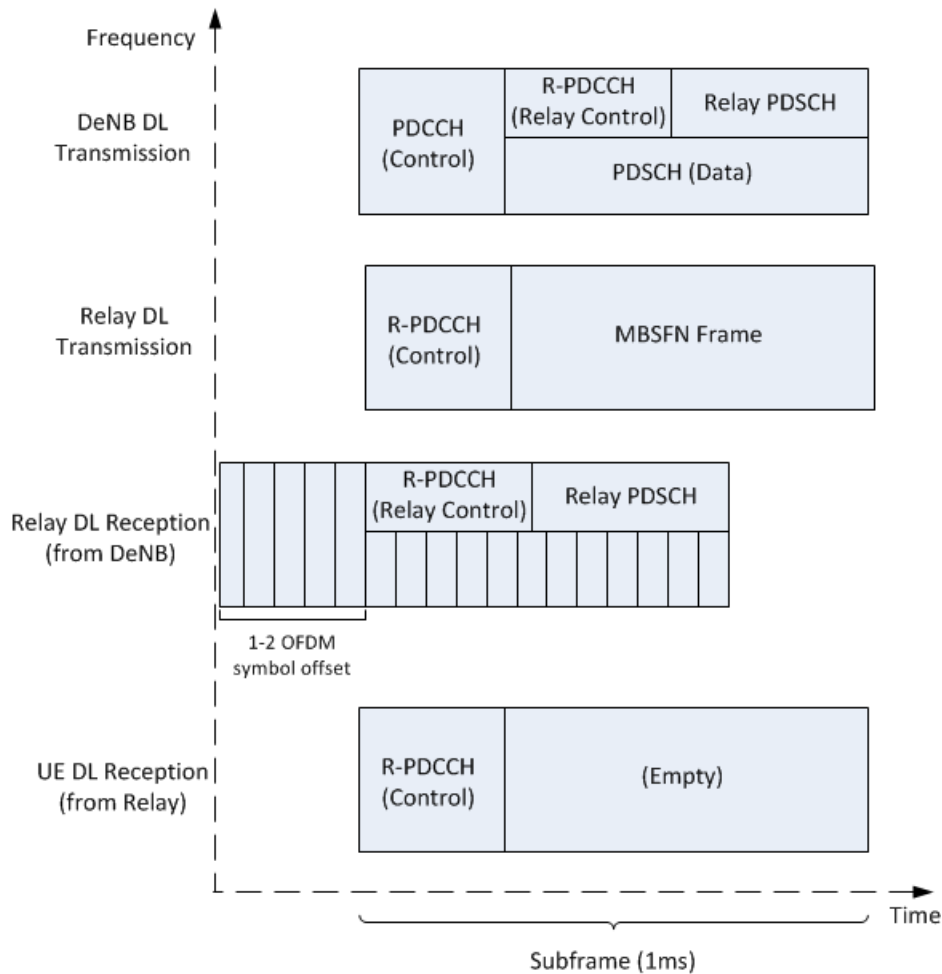 Frequency
DeNB DL
Transmission
PDCCH
(Control)
R-PDCCH
(Relay Control)
Relay PDSCH
PDSCH (Data)
Relay DL
Transmission
R-PDCCH
(Control)
MBSFN Frame
Relay DL Reception
(from DeNB)
R-PDCCH
(Relay Control)
Relay PDSCH
1-2 OFDM
symbol offset
UE DL Reception
(from Relay)
R-PDCCH
(Control)
(Empty)
Time
Subframe (1ms)